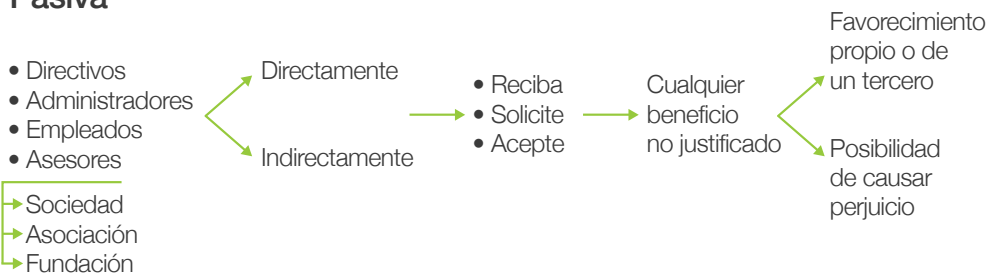 Pasiva
• Directivos
• Administradores
• Empleados
• Asesores
Sociedad
Asociación
Fundación
Directamente
Indirectamente
• Reciba
• Solicite
• Acepte
Cualquier
beneficio
no justificado
Favorecimiento
propio o de
un tercero
Posibilidad
de causar
perjuicio